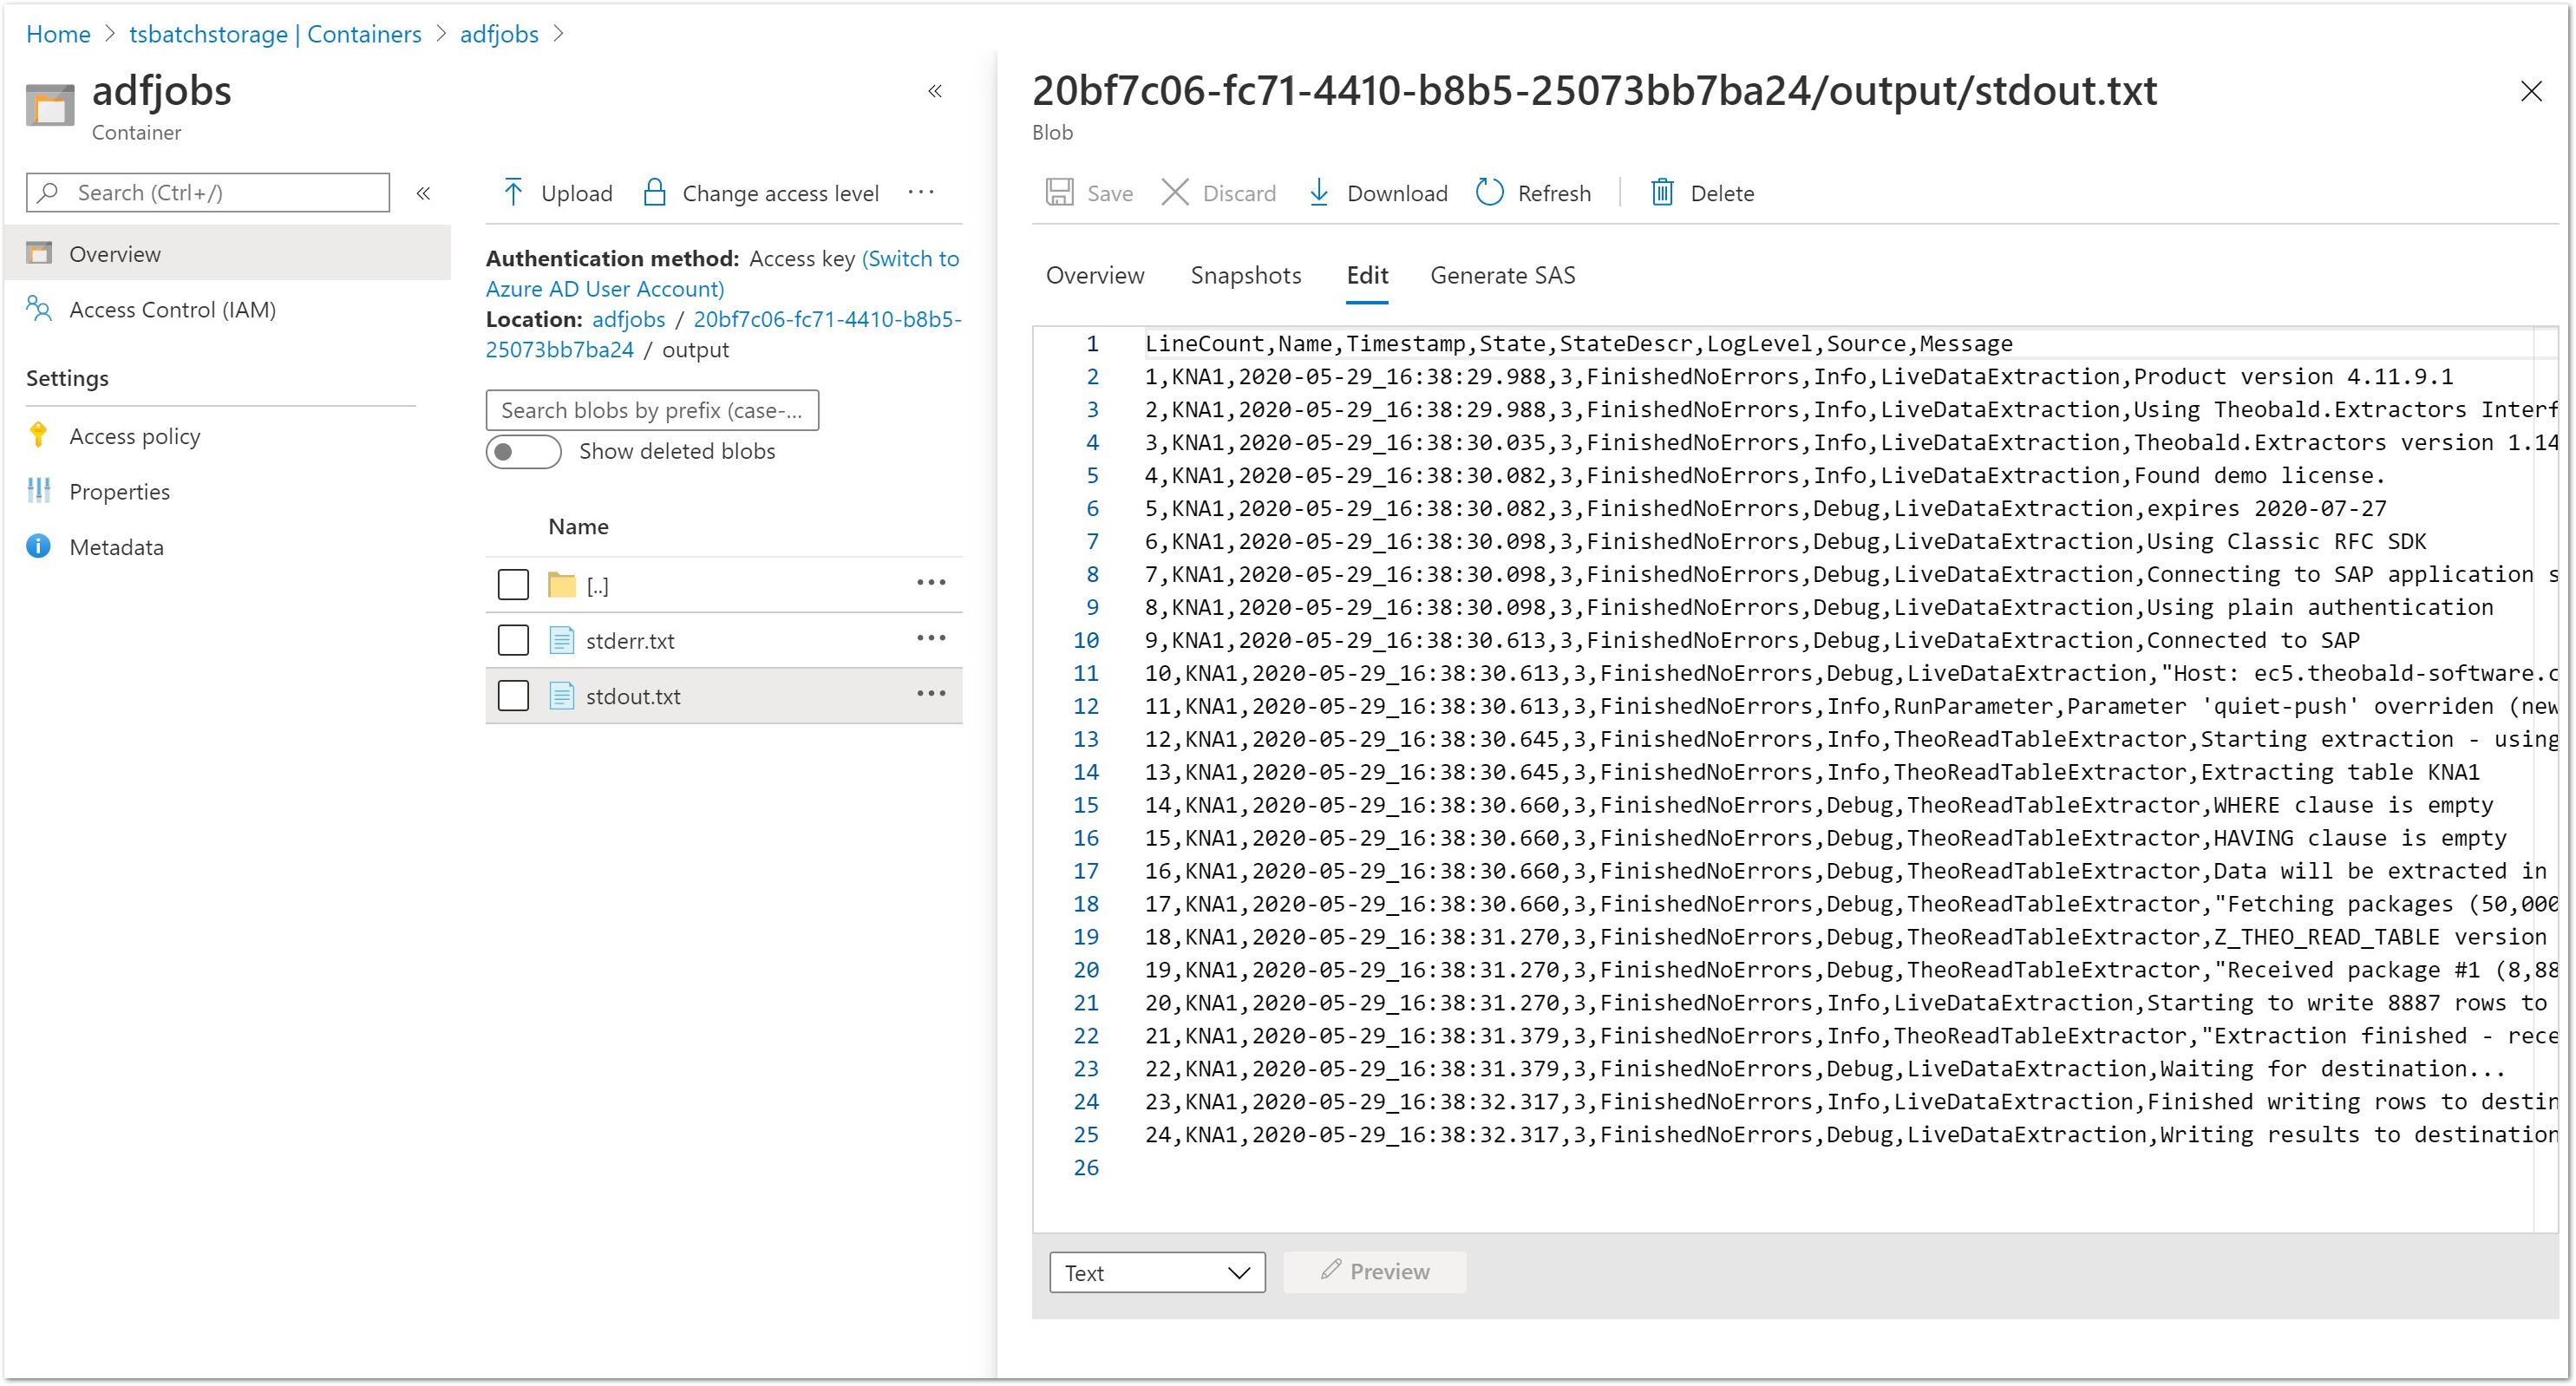 Home > tsbatchstorage | Containers > adfjobs >
adfjobs
Container
«
Search (Ctrl+/)
«
Overview
Access Control (IAM)
Settings
Access policy
Properties
Metadata
Upload
Change access level
...
Authentication method: Access key (Switch to
Azure AD User Account)
Location: adfjobs / 20bf7c06-fc71-4410-b8b5-
25073bb7ba24 / output
Search blobs by prefix (case-...
Show deleted blobs
Name
[..]
stderr.txt
stdout.txt
20bf7c06-fc71-4410-b8b5-25073bb7ba24/output/stdout.txt
Blob
Save
Discard
Download
Refresh
Delete
Overview
Snapshots
Edit
Generate SAS
1 LineCount,Name,Timestamp,State,StateDescr,LogLevel,Source,Message
2 1,KNA1,2020-05-29_16:38:29.988,3,FinishedNoErrors,Info,LiveDataExtraction,Product version 4.11.9.1
3 2,KNA1,2020-05-29_16:38:29.988,3,FinishedNoErrors,Info,LiveDataExtraction,Using Theobald.Extractors Interf
4 3,KNA1,2020-05-29_16:38:30.035,3,FinishedNoErrors,Info,LiveDataExtraction,Theobald.Extractors version 1.14
5 4,KNA1,2020-05-29_16:38:30.082,3,FinishedNoErrors,Info,LiveDataExtraction,Found demo license.
6 5,KNA1,2020-05-29_16:38:30.082,3,FinishedNoErrors,Debug,LiveDataExtraction,expires 2020-07-27
7 6,KNA1,2020-05-29_16:38:30.098,3,FinishedNoErrors,Debug,LiveDataExtraction,Using Classic RFC SDK
8 7,KNA1,2020-05-29_16:38:30.098,3,FinishedNoErrors,Debug,LiveDataExtraction,Connecting to SAP application s
9 8,KNA1,2020-05-29_16:38:30.098,3,FinishedNoErrors,Debug,LiveDataExtraction,Using plain authentication
10 9,KNA1,2020-05-29_16:38:30.613,3,FinishedNoErrors,Debug,LiveDataExtraction,Connected to SAP
11 10,KNA1,2020-05-29_16:38:30.613,3,FinishedNoErrors,Debug,LiveDataExtraction,"Host: ec5.theobald-software.c
12 11,KNA1,2020-05-29_16:38:30.613,3,FinishedNoErrors,Info,RunParameter,Parameter 'quiet-push' overriden (new
13 12,KNA1,2020-05-29_16:38:30.645,3,FinishedNoErrors,Info,TheoReadTableExtractor,Starting extraction - using
14 13,KNA1,2020-05-29_16:38:30.645,3,FinishedNoErrors,Info,TheoReadTableExtractor,Extracting table KNA1
15 14,KNA1,2020-05-29_16:38:30.660,3,FinishedNoErrors,Debug,TheoReadTableExtractor,WHERE clause is empty
16 15,KNA1,2020-05-29_16:38:30.660,3,FinishedNoErrors,Debug,TheoReadTableExtractor,HAVING clause is empty
17 16,KNA1,2020-05-29_16:38:30.660,3,FinishedNoErrors,Debug,TheoReadTableExtractor,Data will be extracted in
18 17,KNA1,2020-05-29_16:38:30.660,3,FinishedNoErrors,Debug,TheoReadTableExtractor,"Fetching packages (50,000
19 18,KNA1,2020-05-29_16:38:31.270,3,FinishedNoErrors,Debug,TheoReadTableExtractor,Z_THEO_READ_TABLE version
20 19,KNA1,2020-05-29_16:38:31.270,3,FinishedNoErrors,Debug,TheoReadTableExtractor,"Received package #1 (8,88
21 20,KNA1,2020-05-29_16:38:31.270,3,FinishedNoErrors,Info,LiveDataExtraction,Starting to write 8887 rows to
22 21,KNA1,2020-05-29_16:38:31.379,3,FinishedNoErrors,Info,TheoReadTableExtractor,"Extraction finished - rece
23 22,KNA1,2020-05-29_16:38:31.379,3,FinishedNoErrors,Debug,LiveDataExtraction,Waiting for destination...
24 23,KNA1,2020-05-29_16:38:32.317,3,FinishedNoErrors,Info,LiveDataExtraction,Finished writing rows to destin
25 24,KNA1,2020-05-29_16:38:32.317,3,FinishedNoErrors,Debug,LiveDataExtraction,Writing results to destination
26
Text
Preview